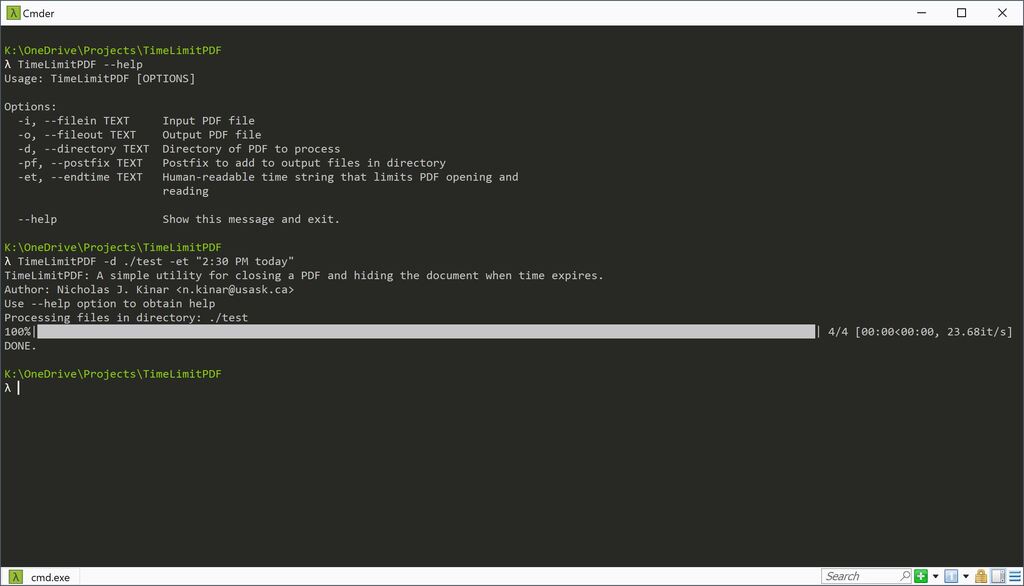 Cmder
K:\OneDrive\Projects\TimeLimitPDF
λ TimeLimitPDF --help
Usage: TimeLimitPDF [OPTIONS]
Options:
-i, --filein TEXT     Input PDF file
-o, --fileout TEXT    Output PDF file
-d, --directory TEXT  Directory of PDF to process
-pf, --postfix TEXT   Postfix to add to output files in directory
-et, --endtime TEXT   Human-readable time string that limits PDF opening and
reading
--help                Show this message and exit.
K:\OneDrive\Projects\TimeLimitPDF
λ TimeLimitPDF -d ./test -et "2:30 PM today"
TimeLimitPDF: A simple utility for closing a PDF and hiding the document when time expires.
Author: Nicholas J. Kinar <n.kinar@usask.ca>
Use --help option to obtain help
Processing files in directory: ./test
100%|          | 4/4 [00:00<00:00, 23.68it/s]
DONE.
K:\OneDrive\Projects\TimeLimitPDF
λ
λ cmd.exe
Search